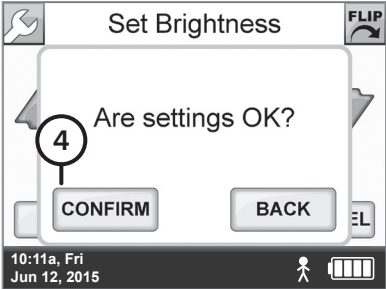 Set Brightness
FLIP
Are settings OK?
4
CONFIRM
BACK
EL
10:11a, Fri
Jun 12, 2015